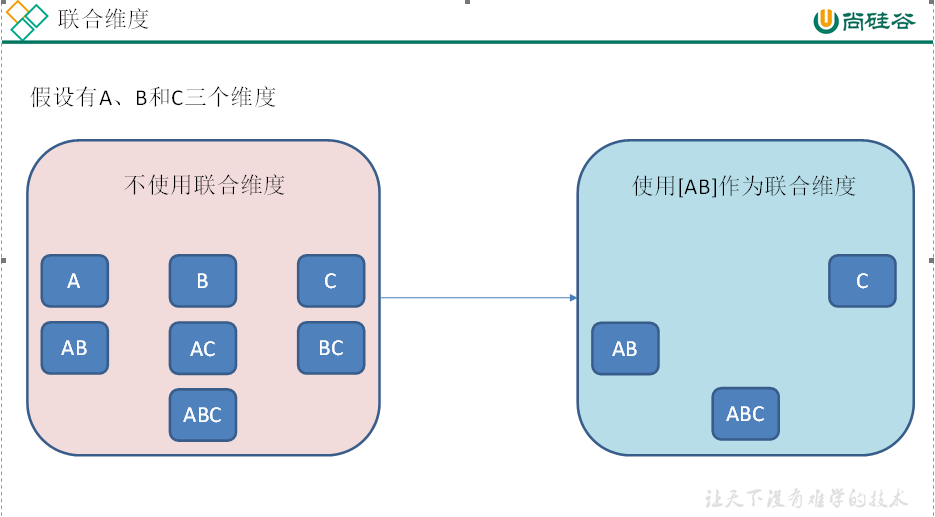 联合维度
尚硅谷
假设有A、B和C三个维度
不使用联合维度
使用[AB]作为联合维度
A
B
C
C
AB
AC
BC
AB
ABC
ABC
让天下没有难学的技术